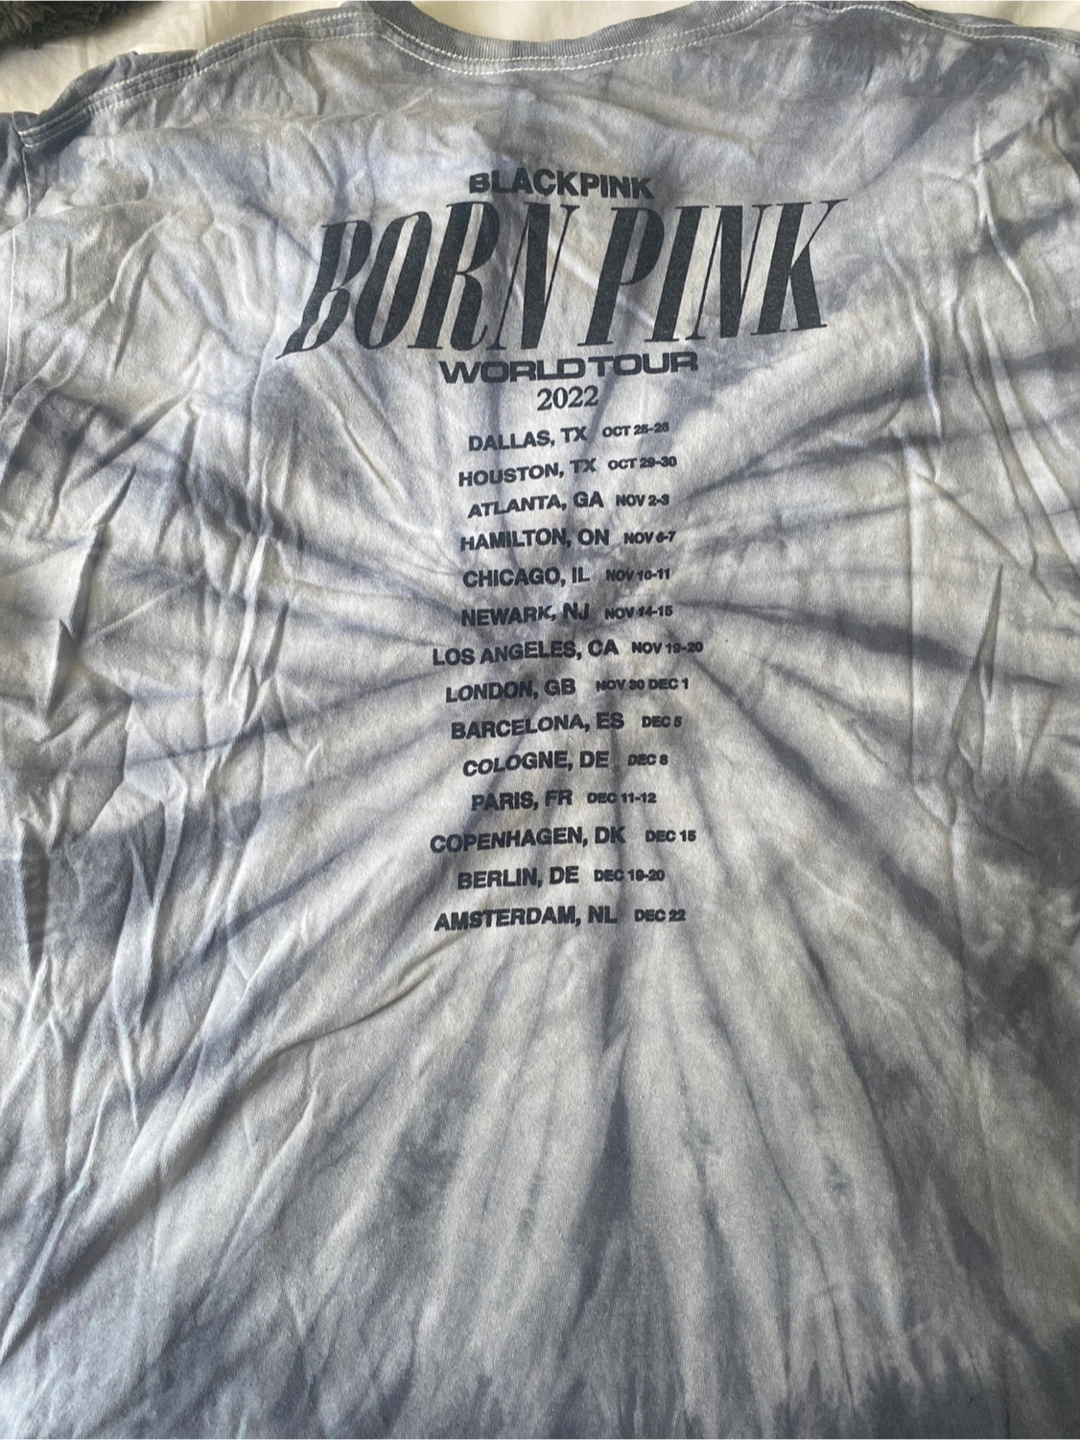 BLACKPINK
BORN PINK
WORLD TOUR
2022
DALLAS, TX OCT 25-26
HOUSTON, TX OCT 29-30
ATLANTA, GA NOV 2-3
HAMILTON, ON NOV 6-7
CHICAGO, IL NOV 10-11
NEWARK, NJ NOV 14-15
LOS ANGELES, CA NOV 19-20
LONDON, GB NOV 30 DEC 1
BARCELONA, ES DEC 5
COLOGNE, DE DEC 8
PARIS, FR DEC 11-12
COPENHAGEN, DK DEC 15
BERLIN, DE DEC 19-20
AMSTERDAM, NL DEC 22